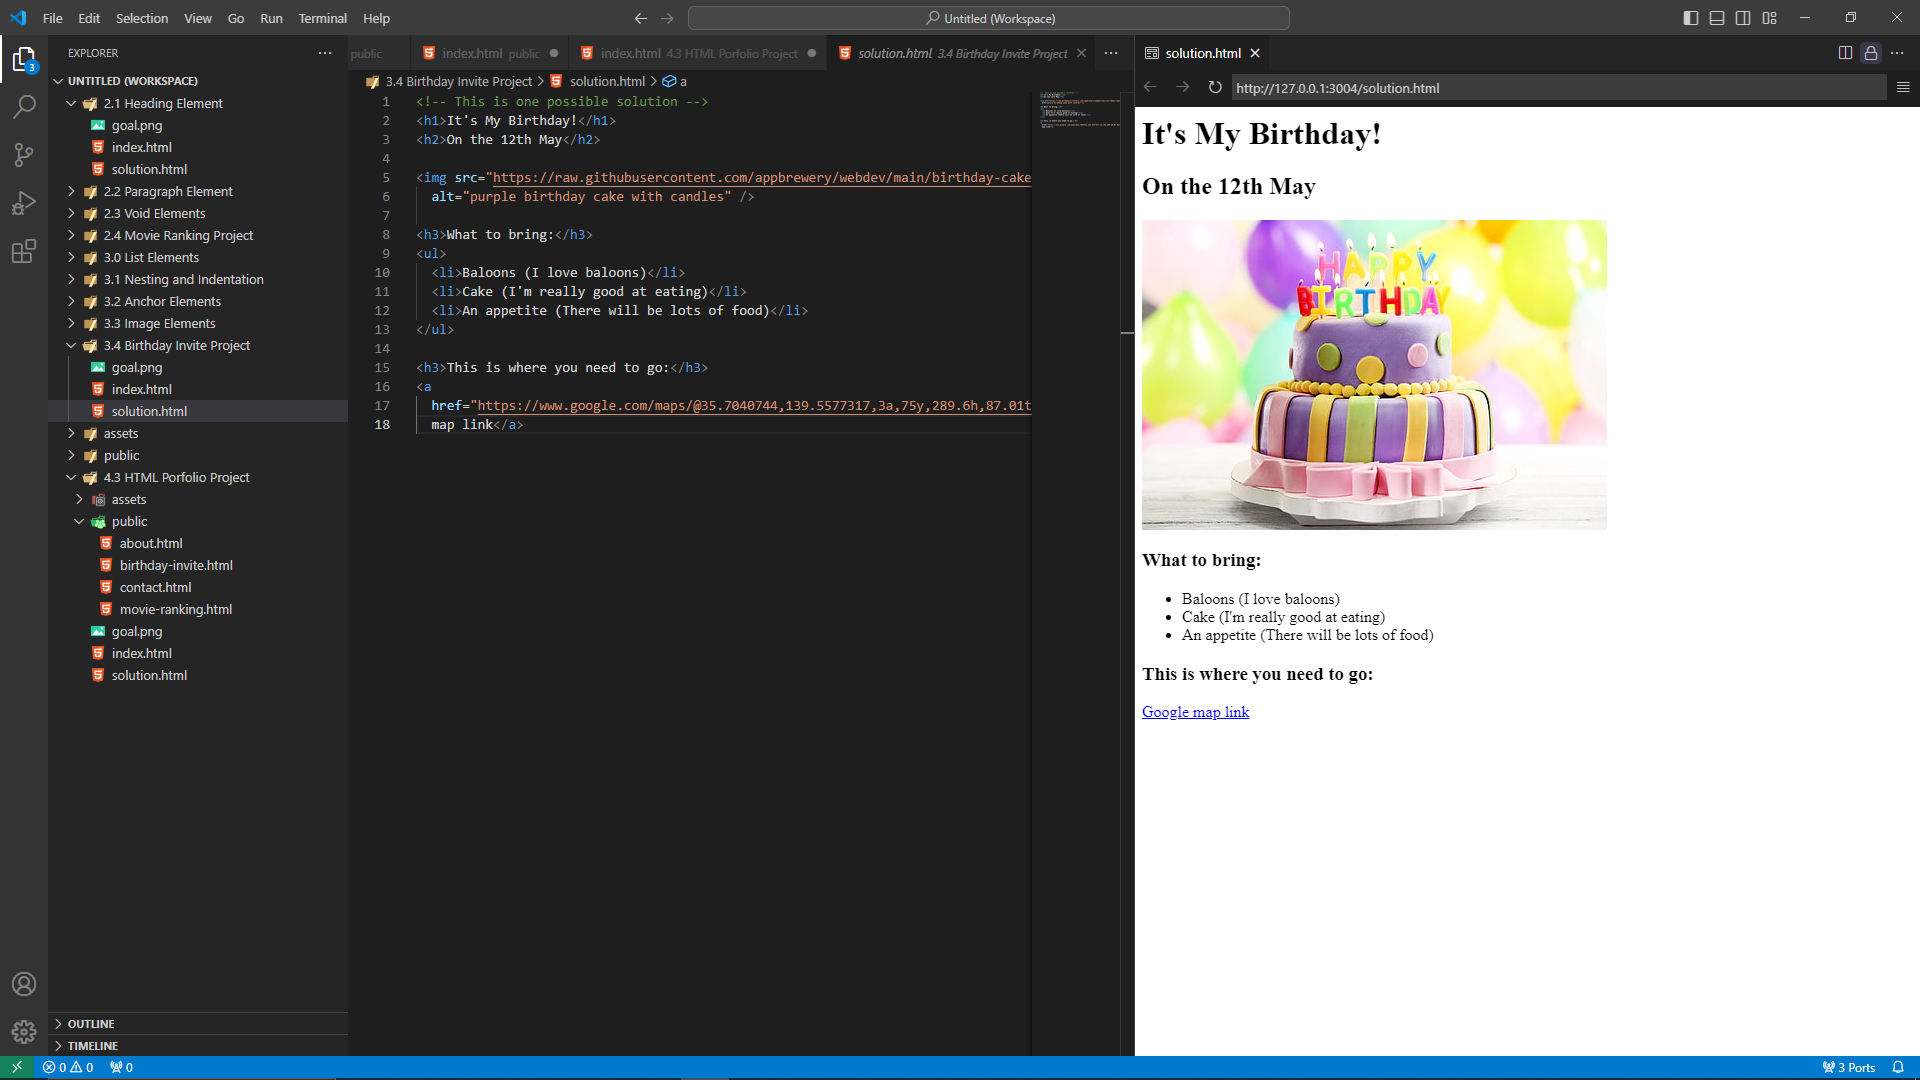 File Edit Selection View Go Run Terminal Help
Untitled (Workspace)
EXPLORER
UNTITLED (WORKSPACE)
2.1 Heading Element
goal.png
index.html
solution.html
2.2 Paragraph Element
2.3 Void Elements
2.4 Movie Ranking Project
3.0 List Elements
3.1 Nesting and Indentation
3.2 Anchor Elements
3.3 Image Elements
3.4 Birthday Invite Project
goal.png
index.html
solution.html
assets
public
4.3 HTML Porfolio Project
assets
public
about.html
birthday-invite.html
contact.html
movie-ranking.html
goal.png
index.html
solution.html
OUTLINE
TIMELINE
public index.html public index.html 4.3 HTML Porfolio Project solution.html 3.4 Birthday Invite Project
3.4 Birthday Invite Project > solution.html > a
1 <!-- This is one possible solution -->
2 <h1>It's My Birthday!</h1>
3 <h2>On the 12th May</h2>
4
5 <img src="https://raw.githubusercontent.com/appbrewery/webdev/main/birthday-cake
6 alt="purple birthday cake with candles" />
7
8 <h3>What to bring:</h3>
9 <ul>
10 <li>Baloons (I love baloons)</li>
11 <li>Cake (I'm really good at eating)</li>
12 <li>An appetite (There will be lots of food)</li>
13 </ul>
14
15 <h3>This is where you need to go:</h3>
16 <a
17 href="https://www.google.com/maps/@35.7040744,139.5577317,3a,75y,289.6h,87.01t
18 map link</a>
solution.html
http://127.0.0.1:3004/solution.html
It's My Birthday!
On the 12th May
HAPPY
BIRTHDAY
What to bring:
Baloons (I love baloons)
Cake (I'm really good at eating)
An appetite (There will be lots of food)
This is where you need to go:
Google map link
3
0 0 0
3 Ports